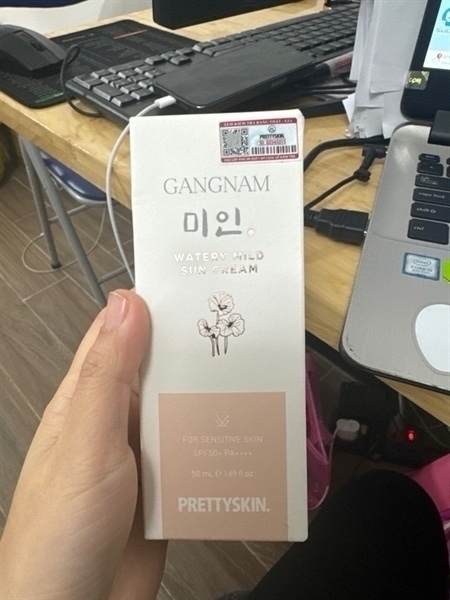 PRETTYSKIN
GANGNAM
미인.
WATERY MILD
SUN CREAM
FOR SENSITIVE SKIN
SPF50+ PA++++
50 mL ℮ 1.69 fl.oz
PRETTYSKIN.